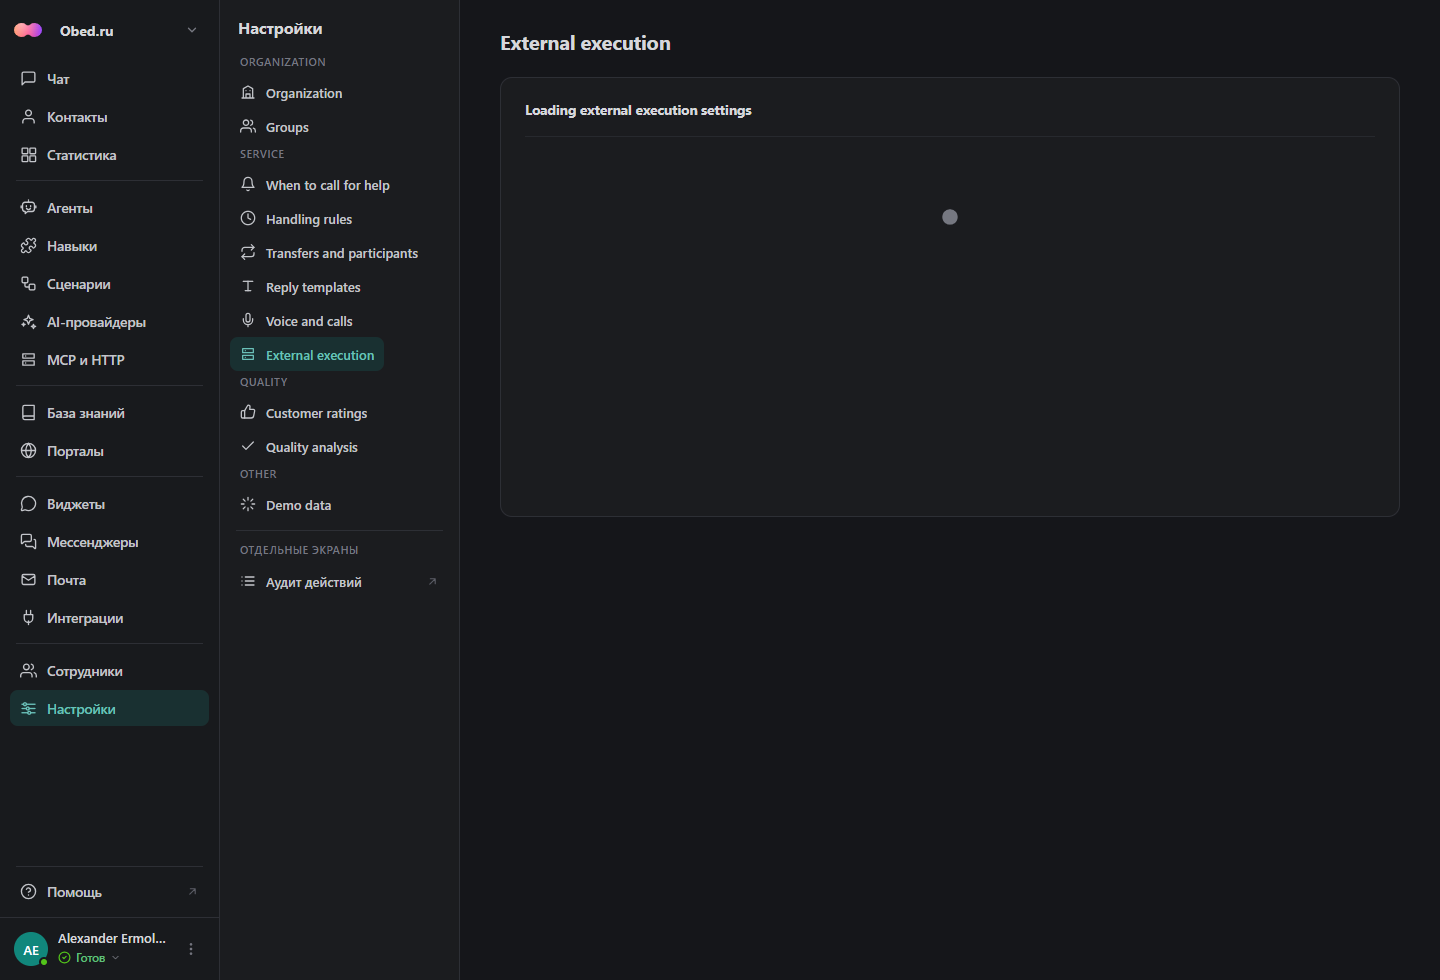 Obed.ru
Чат
Контакты
Статистика
Агенты
Навыки
Сценарии
AI-провайдеры
MCP и HTTP
База знаний
Порталы
Виджеты
Мессенджеры
Почта
Интеграции
Сотрудники
Настройки
Помощь
AE
Alexander Ermol...
Готов
Настройки
ORGANIZATION
Organization
Groups
SERVICE
When to call for help
Handling rules
Transfers and participants
Reply templates
Voice and calls
External execution
QUALITY
Customer ratings
Quality analysis
OTHER
Demo data
ОТДЕЛЬНЫЕ ЭКРАНЫ
Аудит действий
External execution
Loading external execution settings